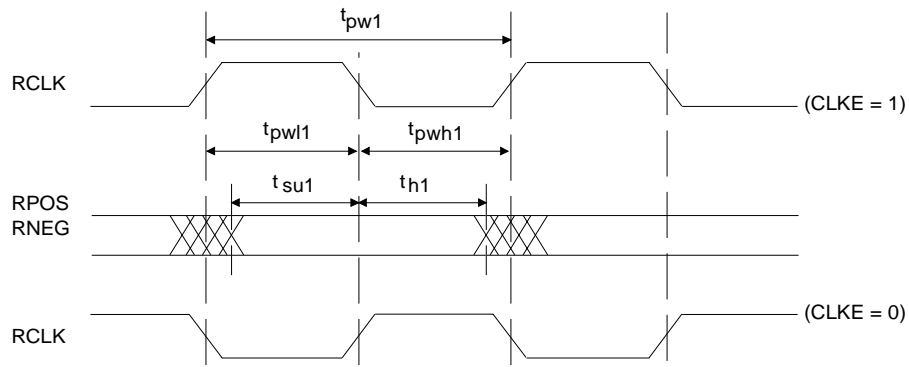 tpw1
RCLK
(CLKE = 1)
tpwl1
tpwh1
tsu1
th1
RPOS
RNEG
(CLKE = 0)
RCLK